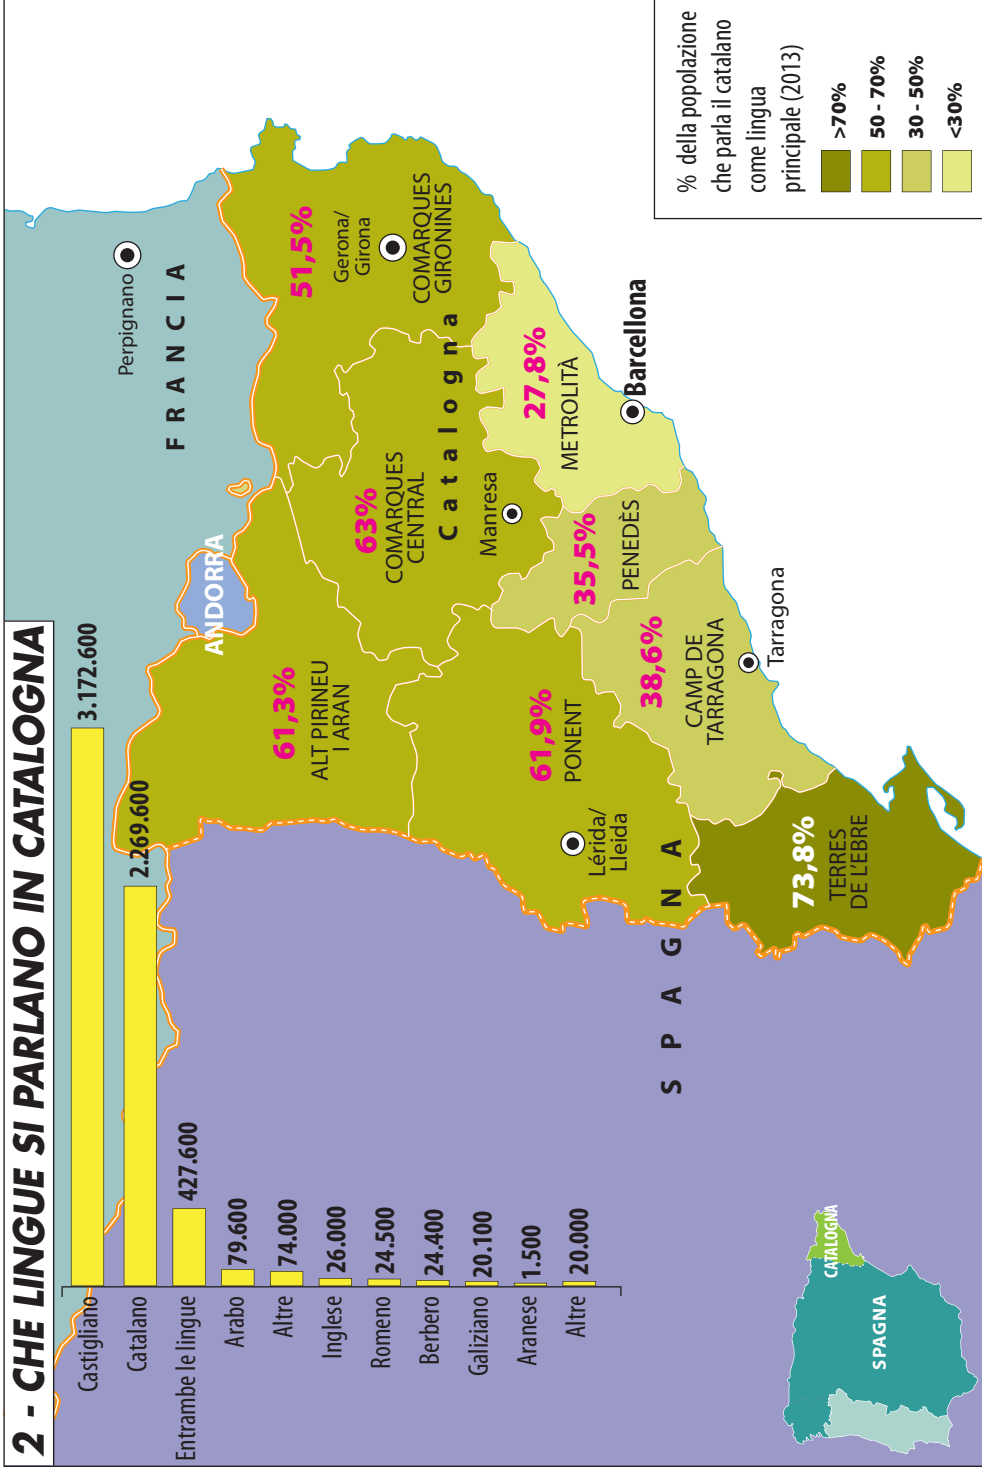 2 - CHE LINGUE SI PARLANO IN CATALOGNA
Castigliano 3.172.600
Catalano 2.269.600
Entrambe le lingue 427.600
Arabo 79.600
Altre 74.000
Inglese 26.000
Romeno 24.500
Berbero 24.400
Galiziano 20.100
Aranese 1.500
Altre 20.000
FRANCIA
Perpignano
ANDORRA
61,3%
ALT PIRINEU
I ARAN
51,5%
Gerona/
Girona
COMARQUES
GIRONINES
63%
COMARQUES
CENTRAL
Catalogna
Manresa
27,8%
METROLITÀ
Barcellona
61,9%
PONENT
Lérida/
Lleida
35,5%
PENEDÈS
38,6%
CAMP DE
TARRAGONA
Tarragona
SPAGNA
73,8%
TERRES
DE L'EBRE
CATALOGNA
SPAGNA
% della popolazione
che parla il catalano
come lingua
principale (2013)
>70%
50 - 70%
30 - 50%
<30%